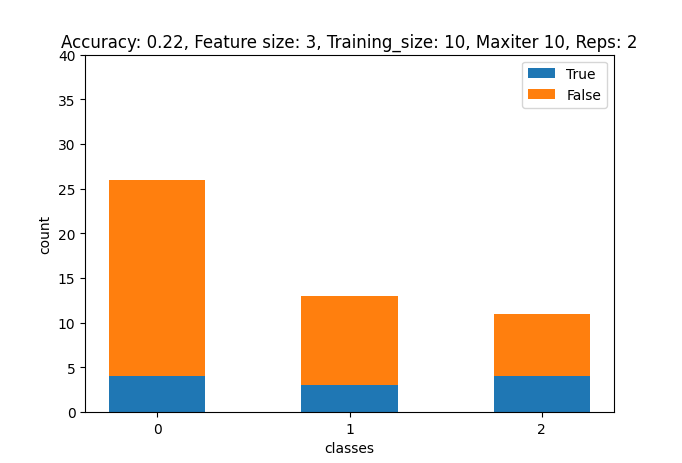 Accuracy: 0.22, Feature size: 3, Training_size: 10, Maxiter 10, Reps: 2
40
35
30
25
20
15
10
5
0
count
True
False
0 1 2
classes